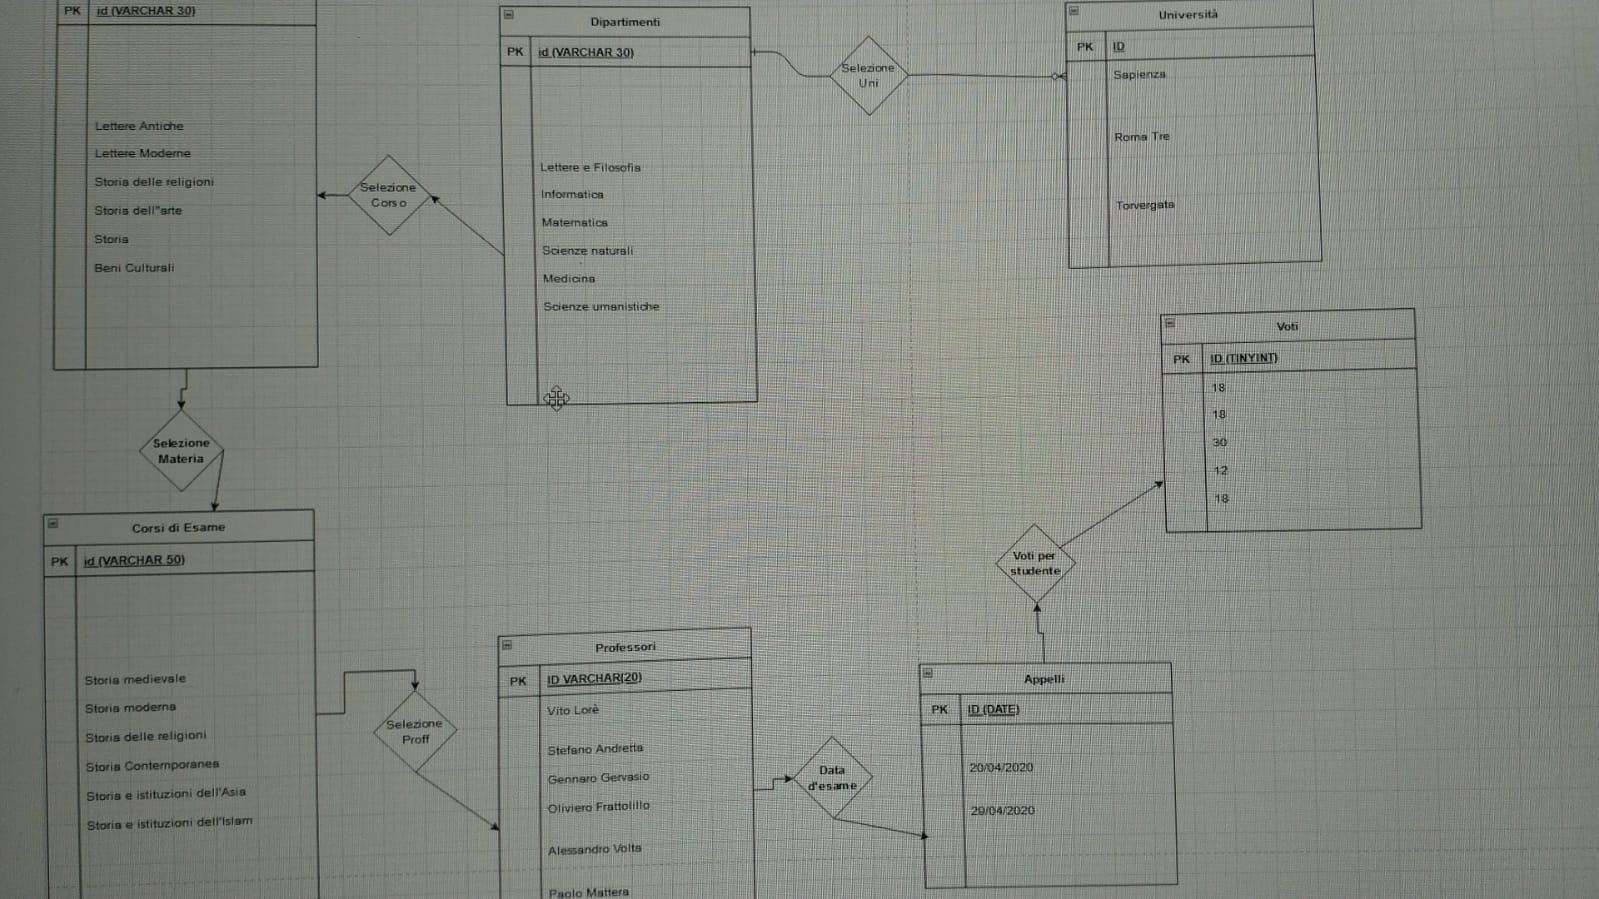 PK id (VARCHAR 30)
Lettere Antiche
Lettere Moderne
Storia delle religioni
Storia dell"arte
Storia
Beni Culturali
Selezione
Corso
Dipartimenti
PK id (VARCHAR 30)
Lettere e Filosofia
Informatica
Matematica
Scienze naturali
Medicina
Scienze umanistiche
Selezione
Uni
Università
PK ID
Sapienza
Roma Tre
Torvergata
Voti
PK ID (TINYINT)
18
18
30
12
18
Selezione
Materia
Corsi di Esame
PK id (VARCHAR 50)
Storia medievale
Storia moderna
Storia delle religioni
Storia Contemporanea
Storia e istituzioni dell'Asia
Storia e istituzioni dell'Islam
Selezione
Proff
Professori
PK ID VARCHAR(20)
Vito Lorè
Stefano Andretta
Gennaro Gervasio
Oliviero Frattolillo
Alessandro Volta
Paolo Mattera
Data
d'esame
Voti per
studente
Appelli
PK ID (DATE)
20/04/2020
29/04/2020